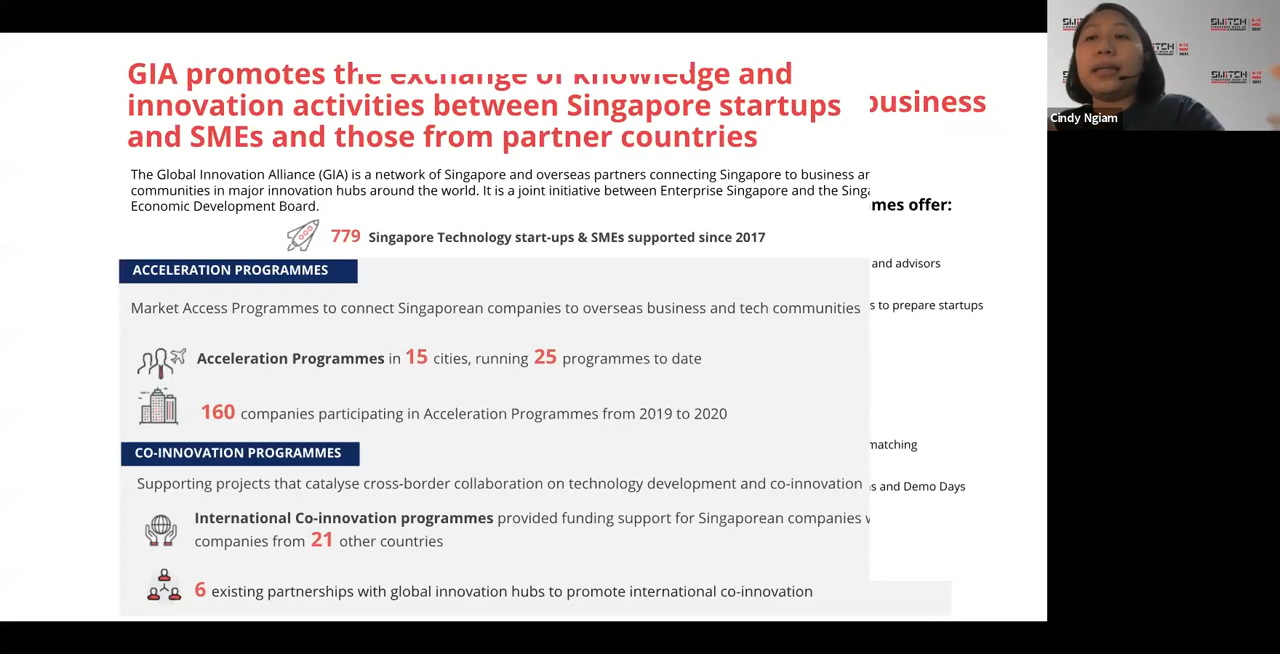 GIA promotes the exchange of knowledge and
innovation activities between Singapore startups
and SMEs and those from partner countries
business
The Global Innovation Alliance (GIA) is a network of Singapore and overseas partners connecting Singapore to business
communities in major innovation hubs around the world. It is a joint initiative between Enterprise Singapore and the
Economic Development Board.
mes offer:
779 Singapore Technology start-ups & SMEs supported since 2017
and advisors
ACCELERATION PROGRAMMES
Market Access Programmes to connect Singaporean companies to overseas business and tech communities
s to prepare startups
Acceleration Programmes in 15 cities, running 25 programmes to date
160 companies participating in Acceleration Programmes from 2019 to 2020
matching
CO-INNOVATION PROGRAMMES
Supporting projects that catalyse cross-border collaboration on technology development and co-innovation
s and Demo Days
International Co-innovation programmes provided funding support for Singaporean companies
companies from 21 other countries
6 existing partnerships with global innovation hubs to promote international co-innovation
SWITCH
SWITCH
SWITCH
Cindy Ngiam